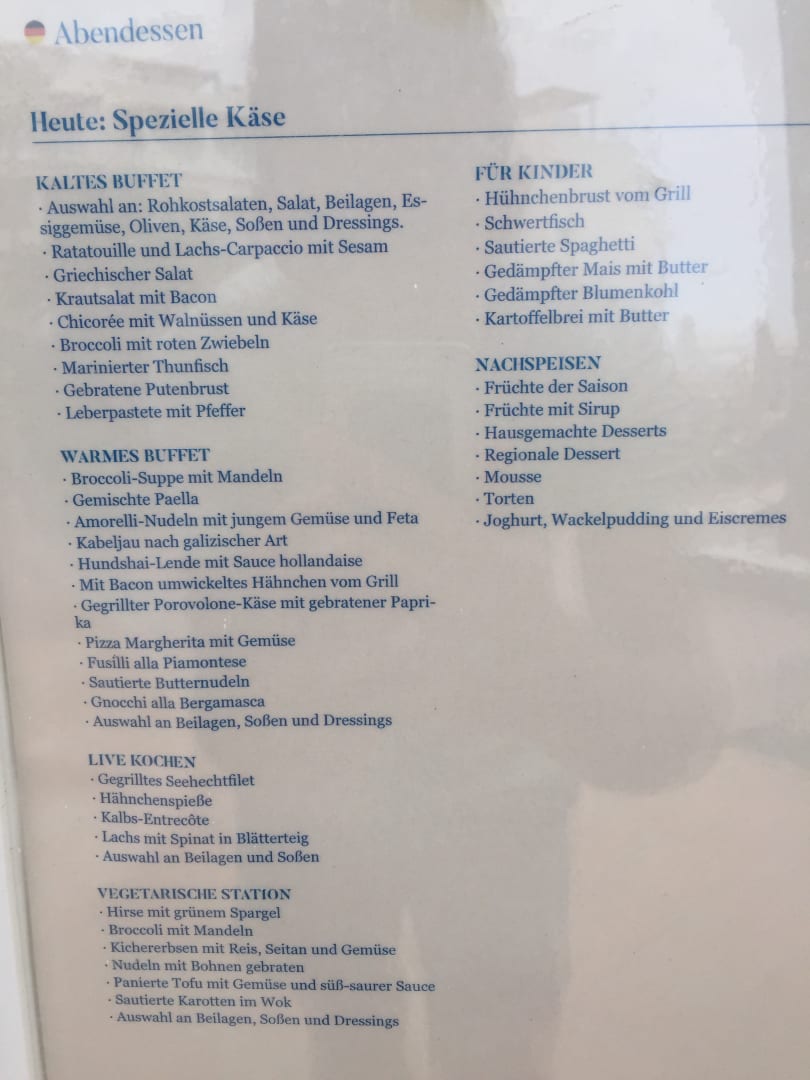 Abendessen
Heute: Spezielle Käse
KALTES BUFFET
· Auswahl an: Rohkostsalaten, Salat, Beilagen, Es-
siggemüse, Oliven, Käse, Soßen und Dressings.
· Ratatouille und Lachs-Carpaccio mit Sesam
· Griechischer Salat
· Krautsalat mit Bacon
· Chicorée mit Walnüssen und Käse
· Broccoli mit roten Zwiebeln
· Marinierter Thunfisch
· Gebratene Putenbrust
· Leberpastete mit Pfeffer
WARMES BUFFET
· Broccoli-Suppe mit Mandeln
· Gemischte Paella
· Amorelli-Nudeln mit jungem Gemüse und Feta
· Kabeljau nach galizischer Art
· Hundshai-Lende mit Sauce hollandaise
· Mit Bacon umwickeltes Hähnchen vom Grill
· Gegrillter Porovolone-Käse mit gebratener Papri-
ka
· Pizza Margherita mit Gemüse
· Fusilli alla Piamontese
· Sautierte Butternudeln
· Gnocchi alla Bergamasca
· Auswahl an Beilagen, Soßen und Dressings
LIVE KOCHEN
· Gegrilltes Seehechtfilet
· Hähnchenspieße
· Kalbs-Entrecôte
· Lachs mit Spinat in Blätterteig
· Auswahl an Beilagen und Soßen
VEGETARISCHE STATION
· Hirse mit grünem Spargel
· Broccoli mit Mandeln
· Kichererbsen mit Reis, Seitan und Gemüse
· Nudeln mit Bohnen gebraten
· Panierte Tofu mit Gemüse und süß-saurer Sauce
· Sautierte Karotten im Wok
· Auswahl an Beilagen, Soßen und Dressings
FÜR KINDER
· Hühnchenbrust vom Grill
· Schwertfisch
· Sautierte Spaghetti
· Gedämpfter Mais mit Butter
· Gedämpfter Blumenkohl
· Kartoffelbrei mit Butter
NACHSPEISEN
· Früchte der Saison
· Früchte mit Sirup
· Hausgemachte Desserts
· Regionale Dessert
· Mousse
· Torten
· Joghurt, Wackelpudding und Eiscremes